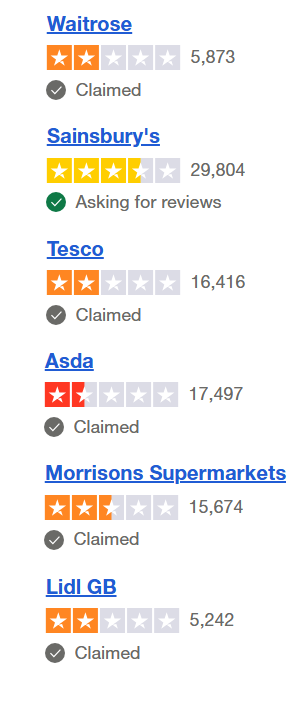 Waitrose
5,873
Claimed
Sainsbury's
29,804
Asking for reviews
Tesco
16,416
Claimed
Asda
17,497
Claimed
Morrisons Supermarkets
15,674
Claimed
Lidl GB
5,242
Claimed